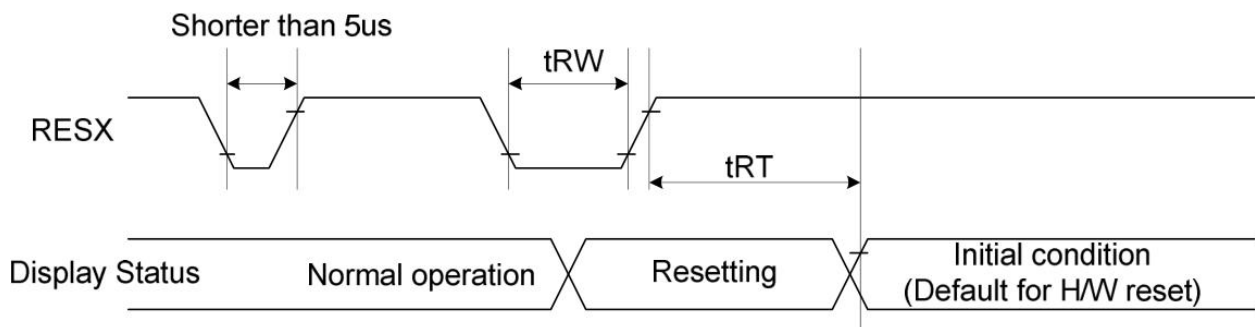 Shorter than 5us
tRW
RESX
tRT
Display Status
Normal operation
Resetting
Initial condition
(Default for H/W reset)